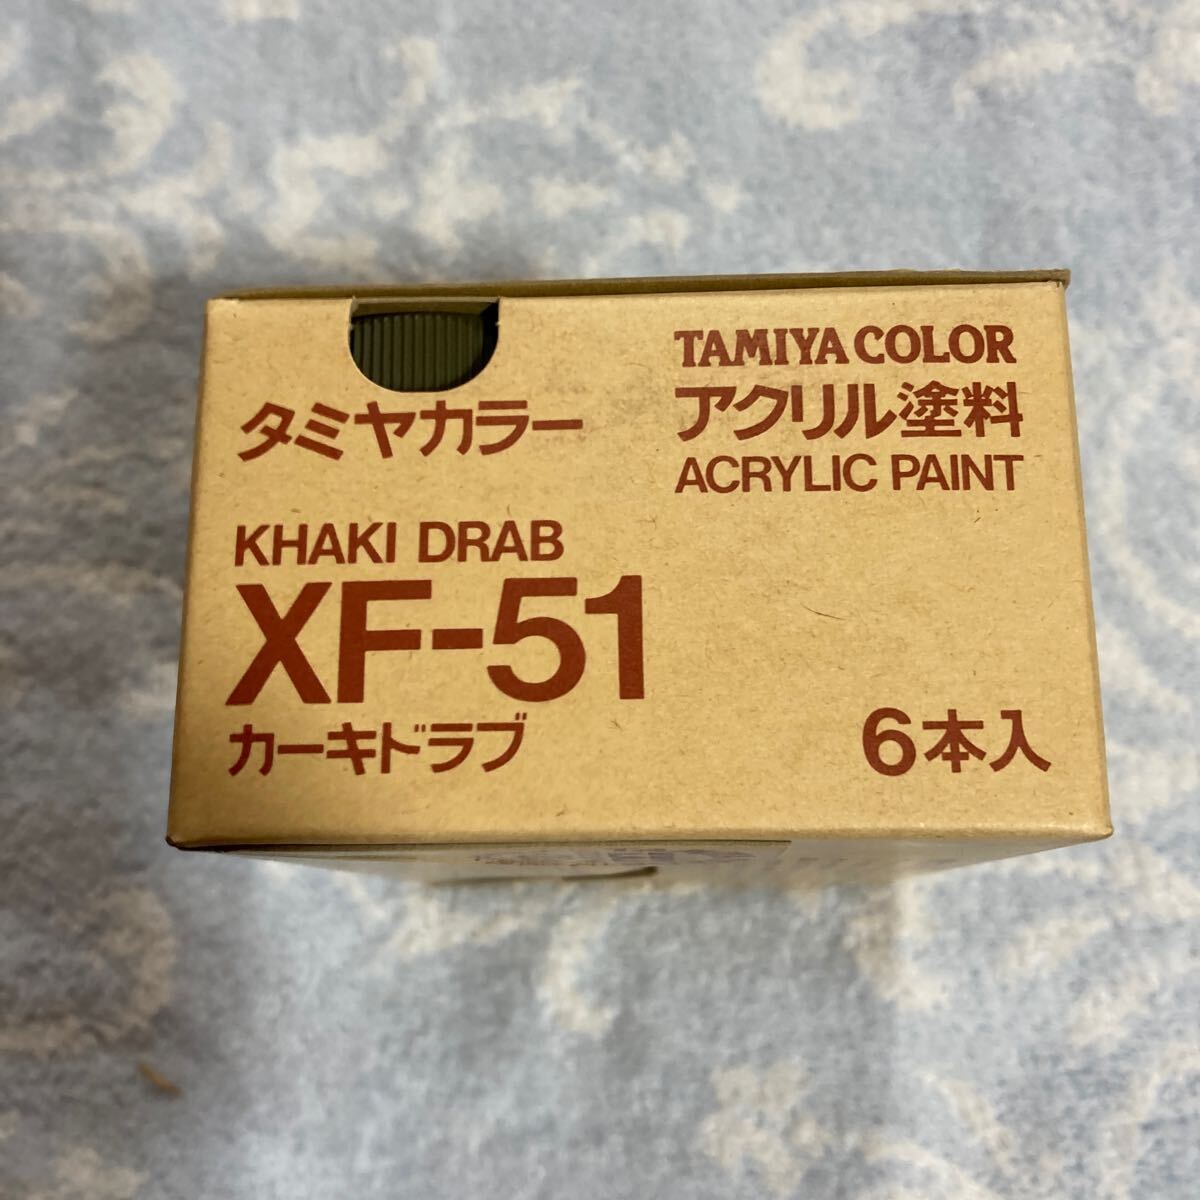 タミヤカラー
TAMIYA COLOR
アクリル塗料
ACRYLIC PAINT
KHAKI DRAB
XF-51
カーキドラブ
6本入